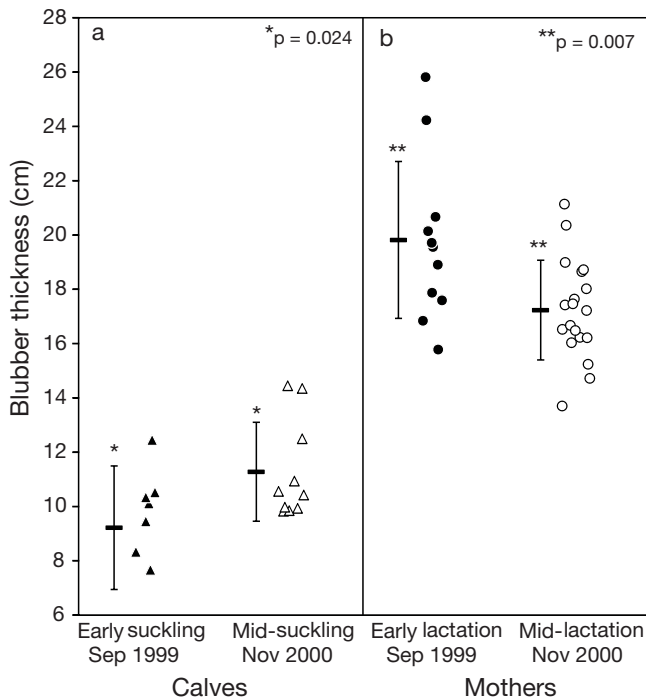 28
26
24
22
20
18
16
14
12
10
8
6
Blubber thickness (cm)
a
*p = 0.024
b
**p = 0.007
*
*
**
**
Early suckling
Sep 1999
Mid-suckling
Nov 2000
Early lactation
Sep 1999
Mid-lactation
Nov 2000
Calves
Mothers